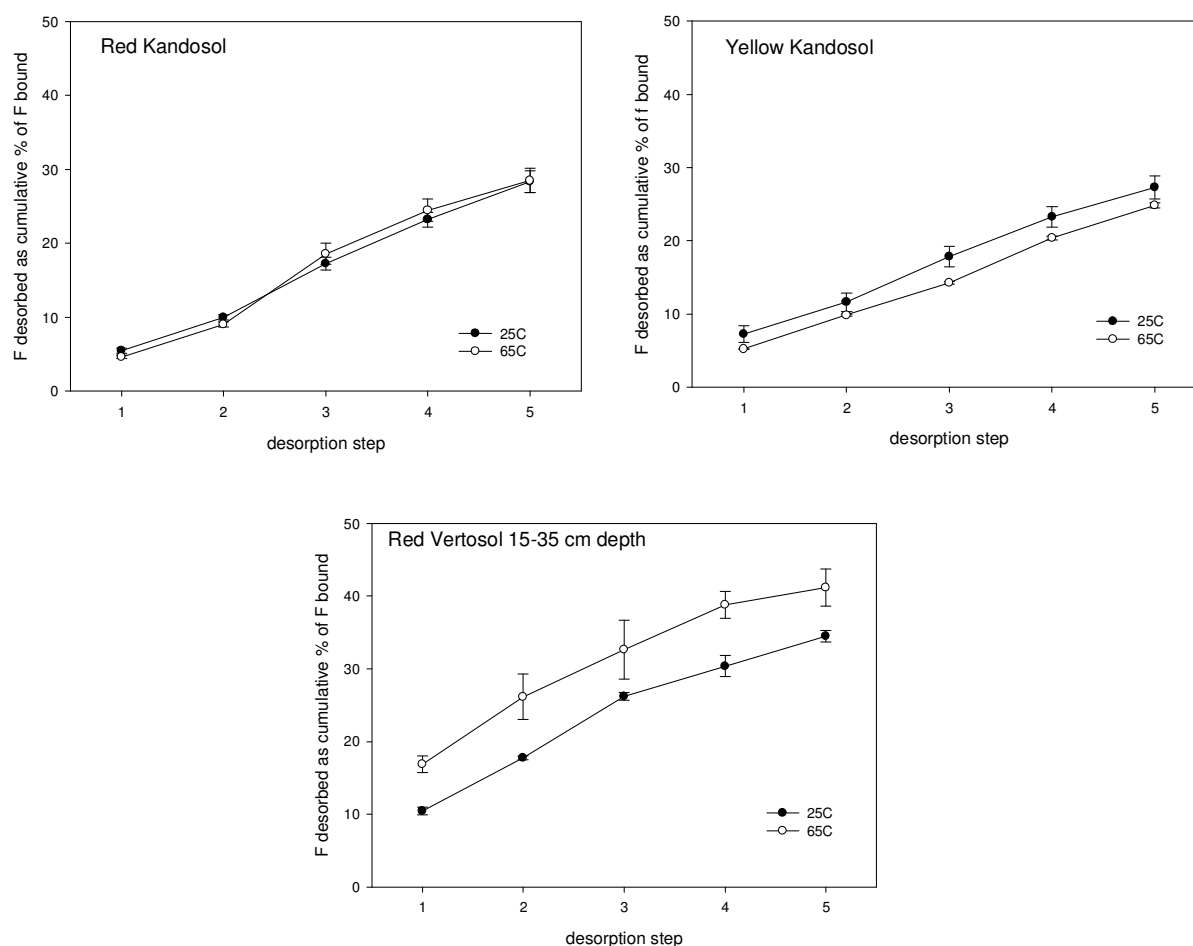 Red Kandosol
F desorbed as cumulative % of F bound
50
40
30
20
10
0
25C
65C
1 2 3 4 5
desorption step
Yellow Kandosol
F desorbed as cumulative % of f bound
50
40
30
20
10
0
25C
65C
1 2 3 4 5
desorption step
Red Vertosol 15-35 cm depth
F desorbed as cumulative % of F bound
50
40
30
20
10
0
25C
65C
1 2 3 4 5
desorption step